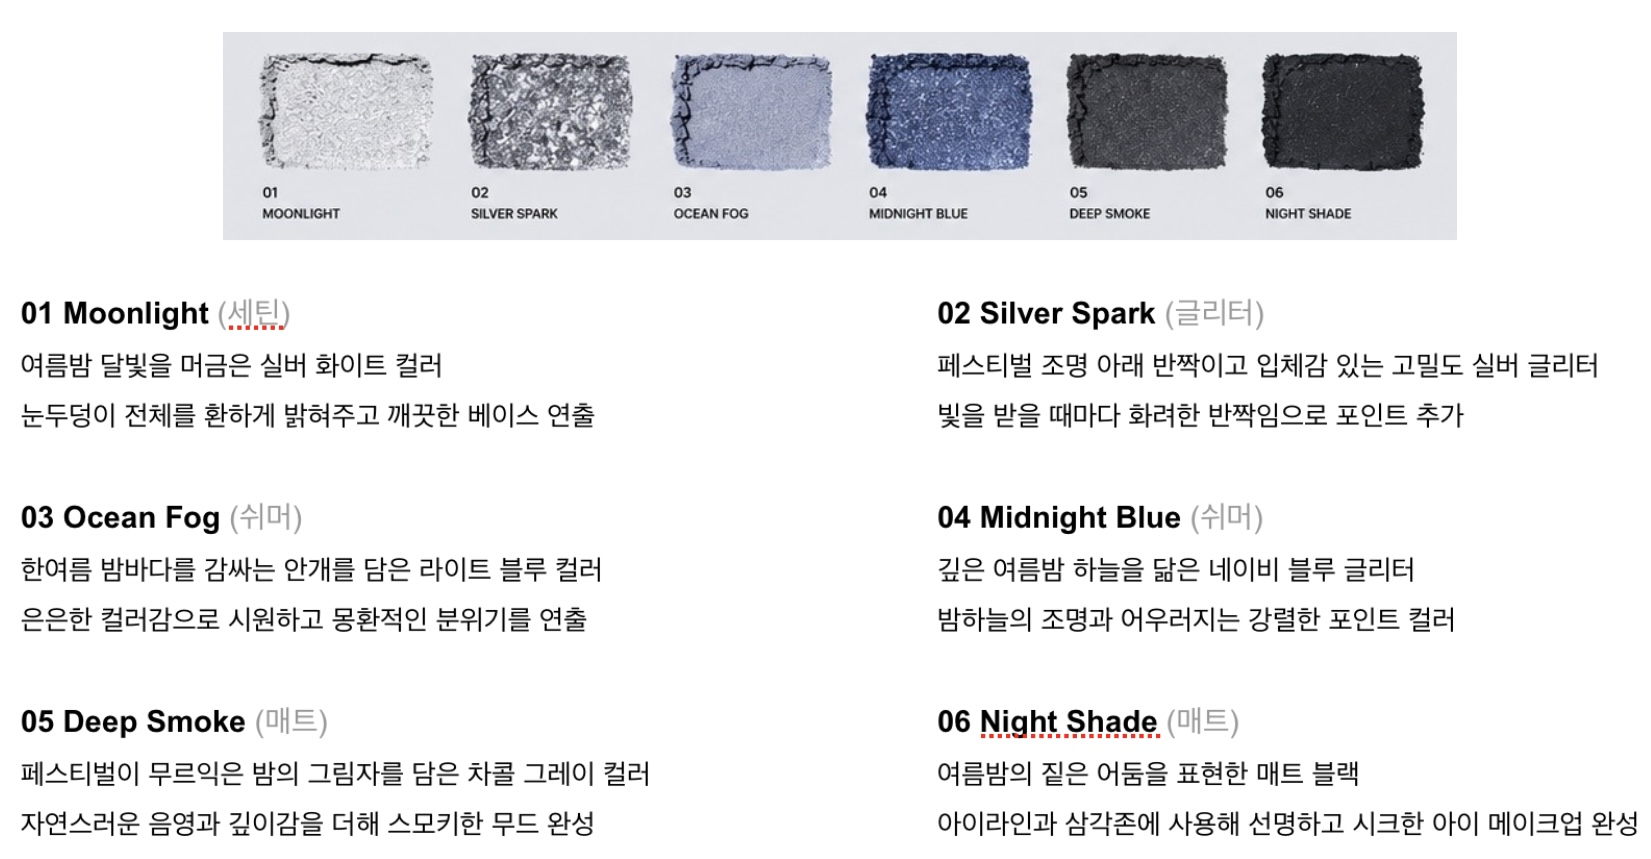 01
MOONLIGHT
02
SILVER SPARK
03
OCEAN FOG
04
MIDNIGHT BLUE
05
DEEP SMOKE
06
NIGHT SHADE
01 Moonlight (세틴)
여름밤 달빛을 머금은 실버 화이트 컬러
눈두덩이 전체를 환하게 밝혀주고 깨끗한 베이스 연출
02 Silver Spark (글리터)
페스티벌 조명 아래 반짝이고 입체감 있는 고밀도 실버 글리터
빛을 받을 때마다 화려한 반짝임으로 포인트 추가
03 Ocean Fog (쉬머)
한여름 밤바다를 감싸는 안개를 담은 라이트 블루 컬러
은은한 컬러감으로 시원하고 몽환적인 분위기를 연출
04 Midnight Blue (쉬머)
깊은 여름밤 하늘을 닮은 네이비 블루 글리터
밤하늘의 조명과 어우러지는 강렬한 포인트 컬러
05 Deep Smoke (매트)
페스티벌이 무르익은 밤의 그림자를 담은 차콜 그레이 컬러
자연스러운 음영과 깊이감을 더해 스모키한 무드 완성
06 Night Shade (매트)
여름밤의 짙은 어둠을 표현한 매트 블랙
아이라인과 삼각존에 사용해 선명하고 시크한 아이 메이크업 완성